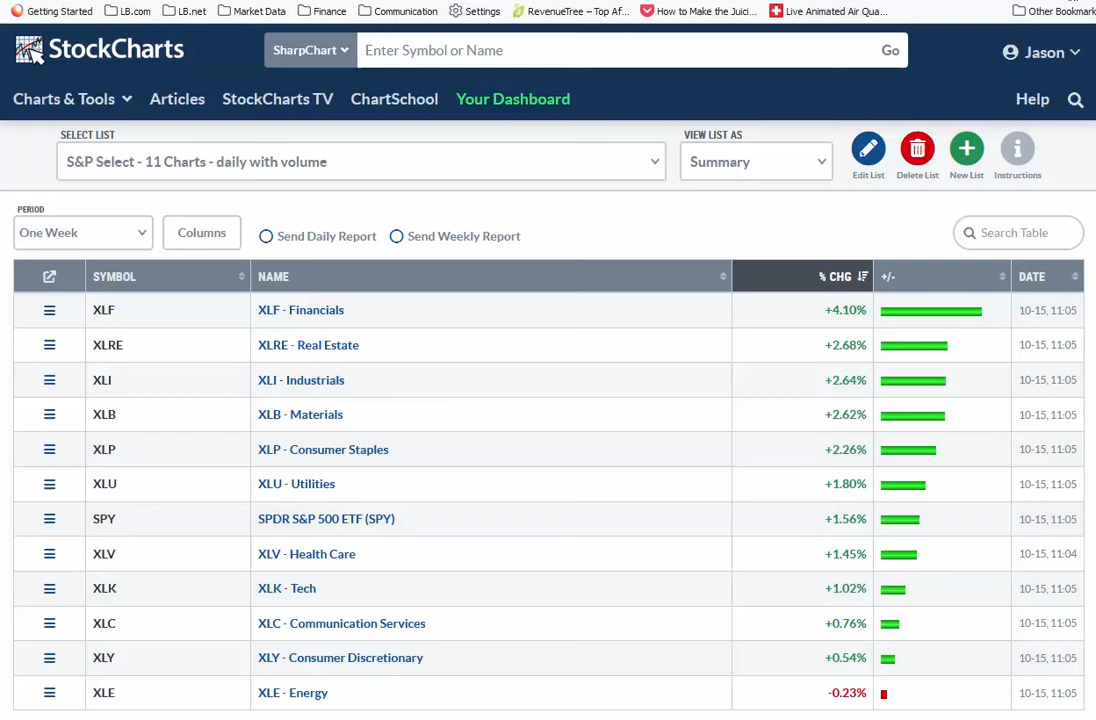 Getting Started LB.com LB.net Market Data Finance Communication Settings RevenueTree – Top Af... How to Make the Juici... Live Animated Air Qua... Other Bookmark
StockCharts SharpChart Enter Symbol or Name Go Jason
Charts & Tools Articles StockCharts TV ChartSchool Your Dashboard Help
SELECT LIST VIEW LIST AS
S&P Select - 11 Charts - daily with volume Summary
Edit List Delete List New List Instructions
PERIOD
One Week Columns Send Daily Report Send Weekly Report Search Table
SYMBOL NAME % CHG +/- DATE
XLF XLF - Financials +4.10% 10-15, 11:05
XLRE XLRE - Real Estate +2.68% 10-15, 11:05
XLI XLI - Industrials +2.64% 10-15, 11:05
XLB XLB - Materials +2.62% 10-15, 11:05
XLP XLP - Consumer Staples +2.26% 10-15, 11:05
XLU XLU - Utilities +1.80% 10-15, 11:05
SPY SPDR S&P 500 ETF (SPY) +1.56% 10-15, 11:05
XLV XLV - Health Care +1.45% 10-15, 11:04
XLK XLK - Tech +1.02% 10-15, 11:05
XLC XLC - Communication Services +0.76% 10-15, 11:05
XLY XLY - Consumer Discretionary +0.54% 10-15, 11:05
XLE XLE - Energy -0.23% 10-15, 11:05